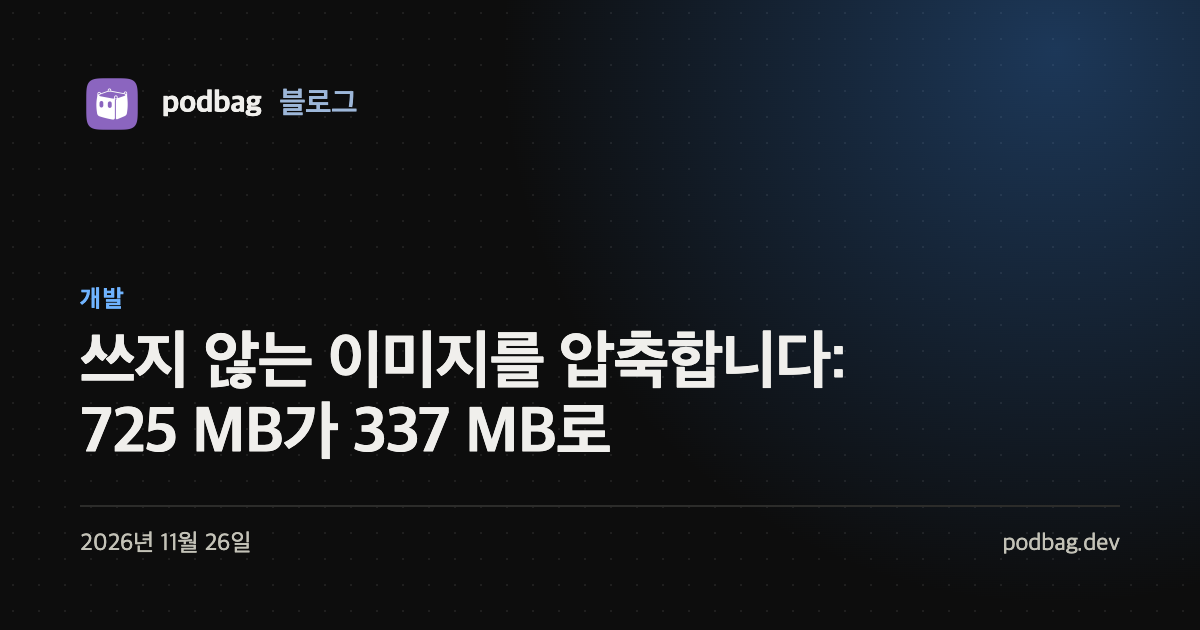 podbag 블로그
개발
쓰지 않는 이미지를 압축합니다:
725 MB가 337 MB로
2026년 11월 26일
podbag.dev